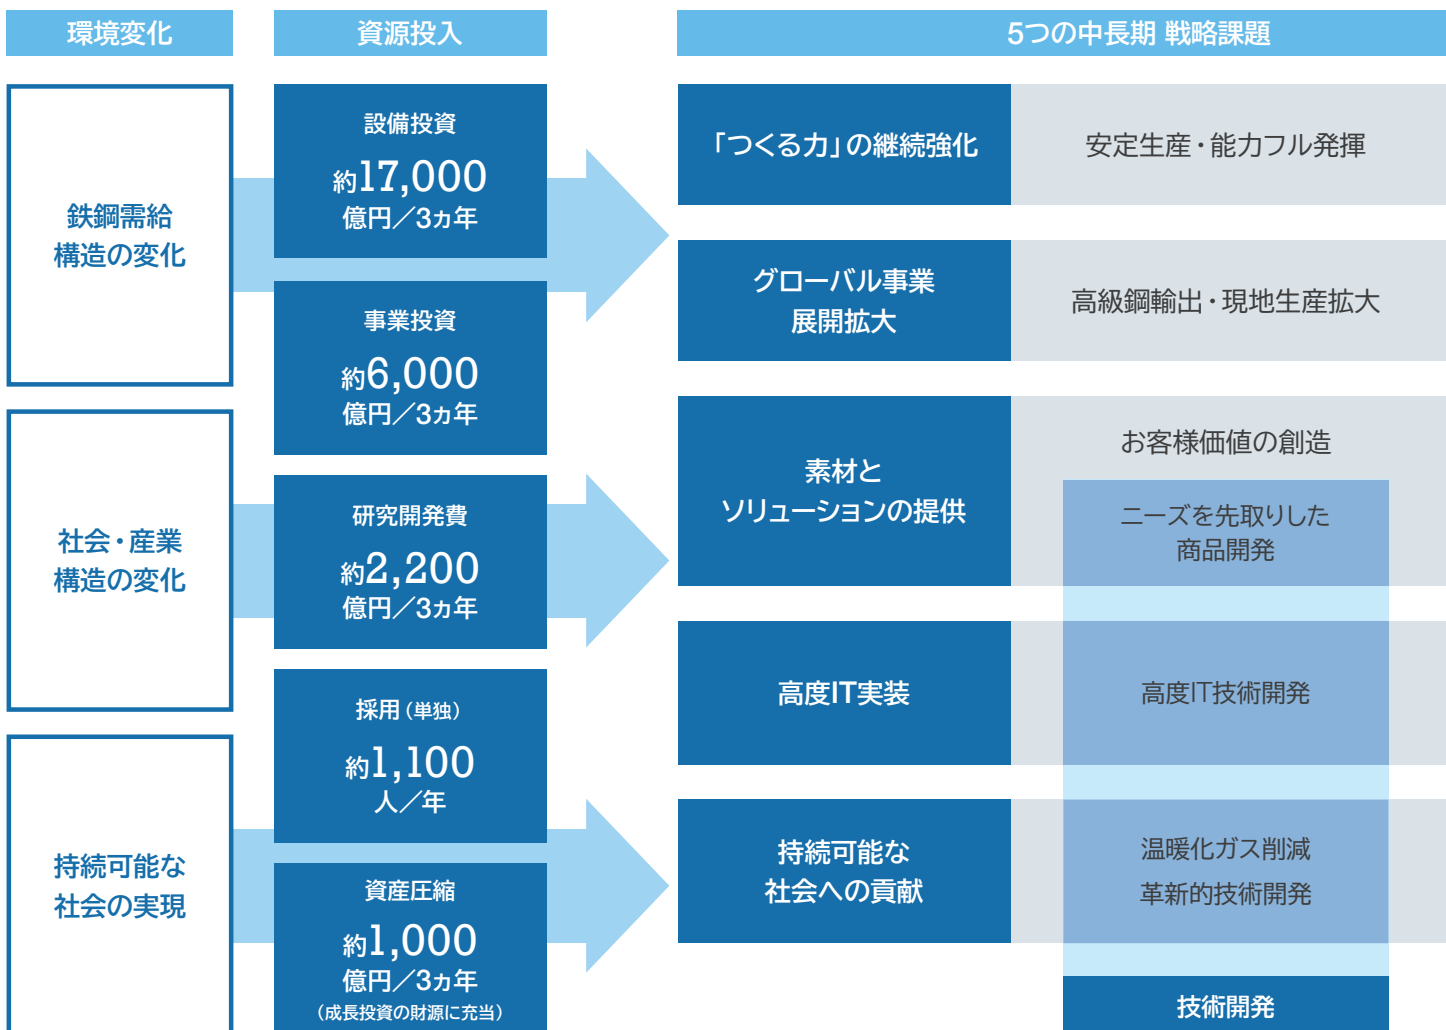 環境変化
資源投入
5つの中長期 戦略課題
鉄鋼需給
構造の変化
社会・産業
構造の変化
持続可能な
社会の実現
設備投資
約17,000
億円／3ヵ年
事業投資
約6,000
億円／3ヵ年
研究開発費
約2,200
億円／3ヵ年
採用（単独）
約1,100
人／年
資産圧縮
約1,000
億円／3ヵ年
（成長投資の財源に充当）
「つくる力」の継続強化
安定生産・能力フル発揮
グローバル事業
展開拡大
高級鋼輸出・現地生産拡大
素材と
ソリューションの提供
お客様価値の創造
ニーズを先取りした
商品開発
高度IT実装
高度IT技術開発
持続可能な
社会への貢献
温暖化ガス削減
革新的技術開発
技術開発